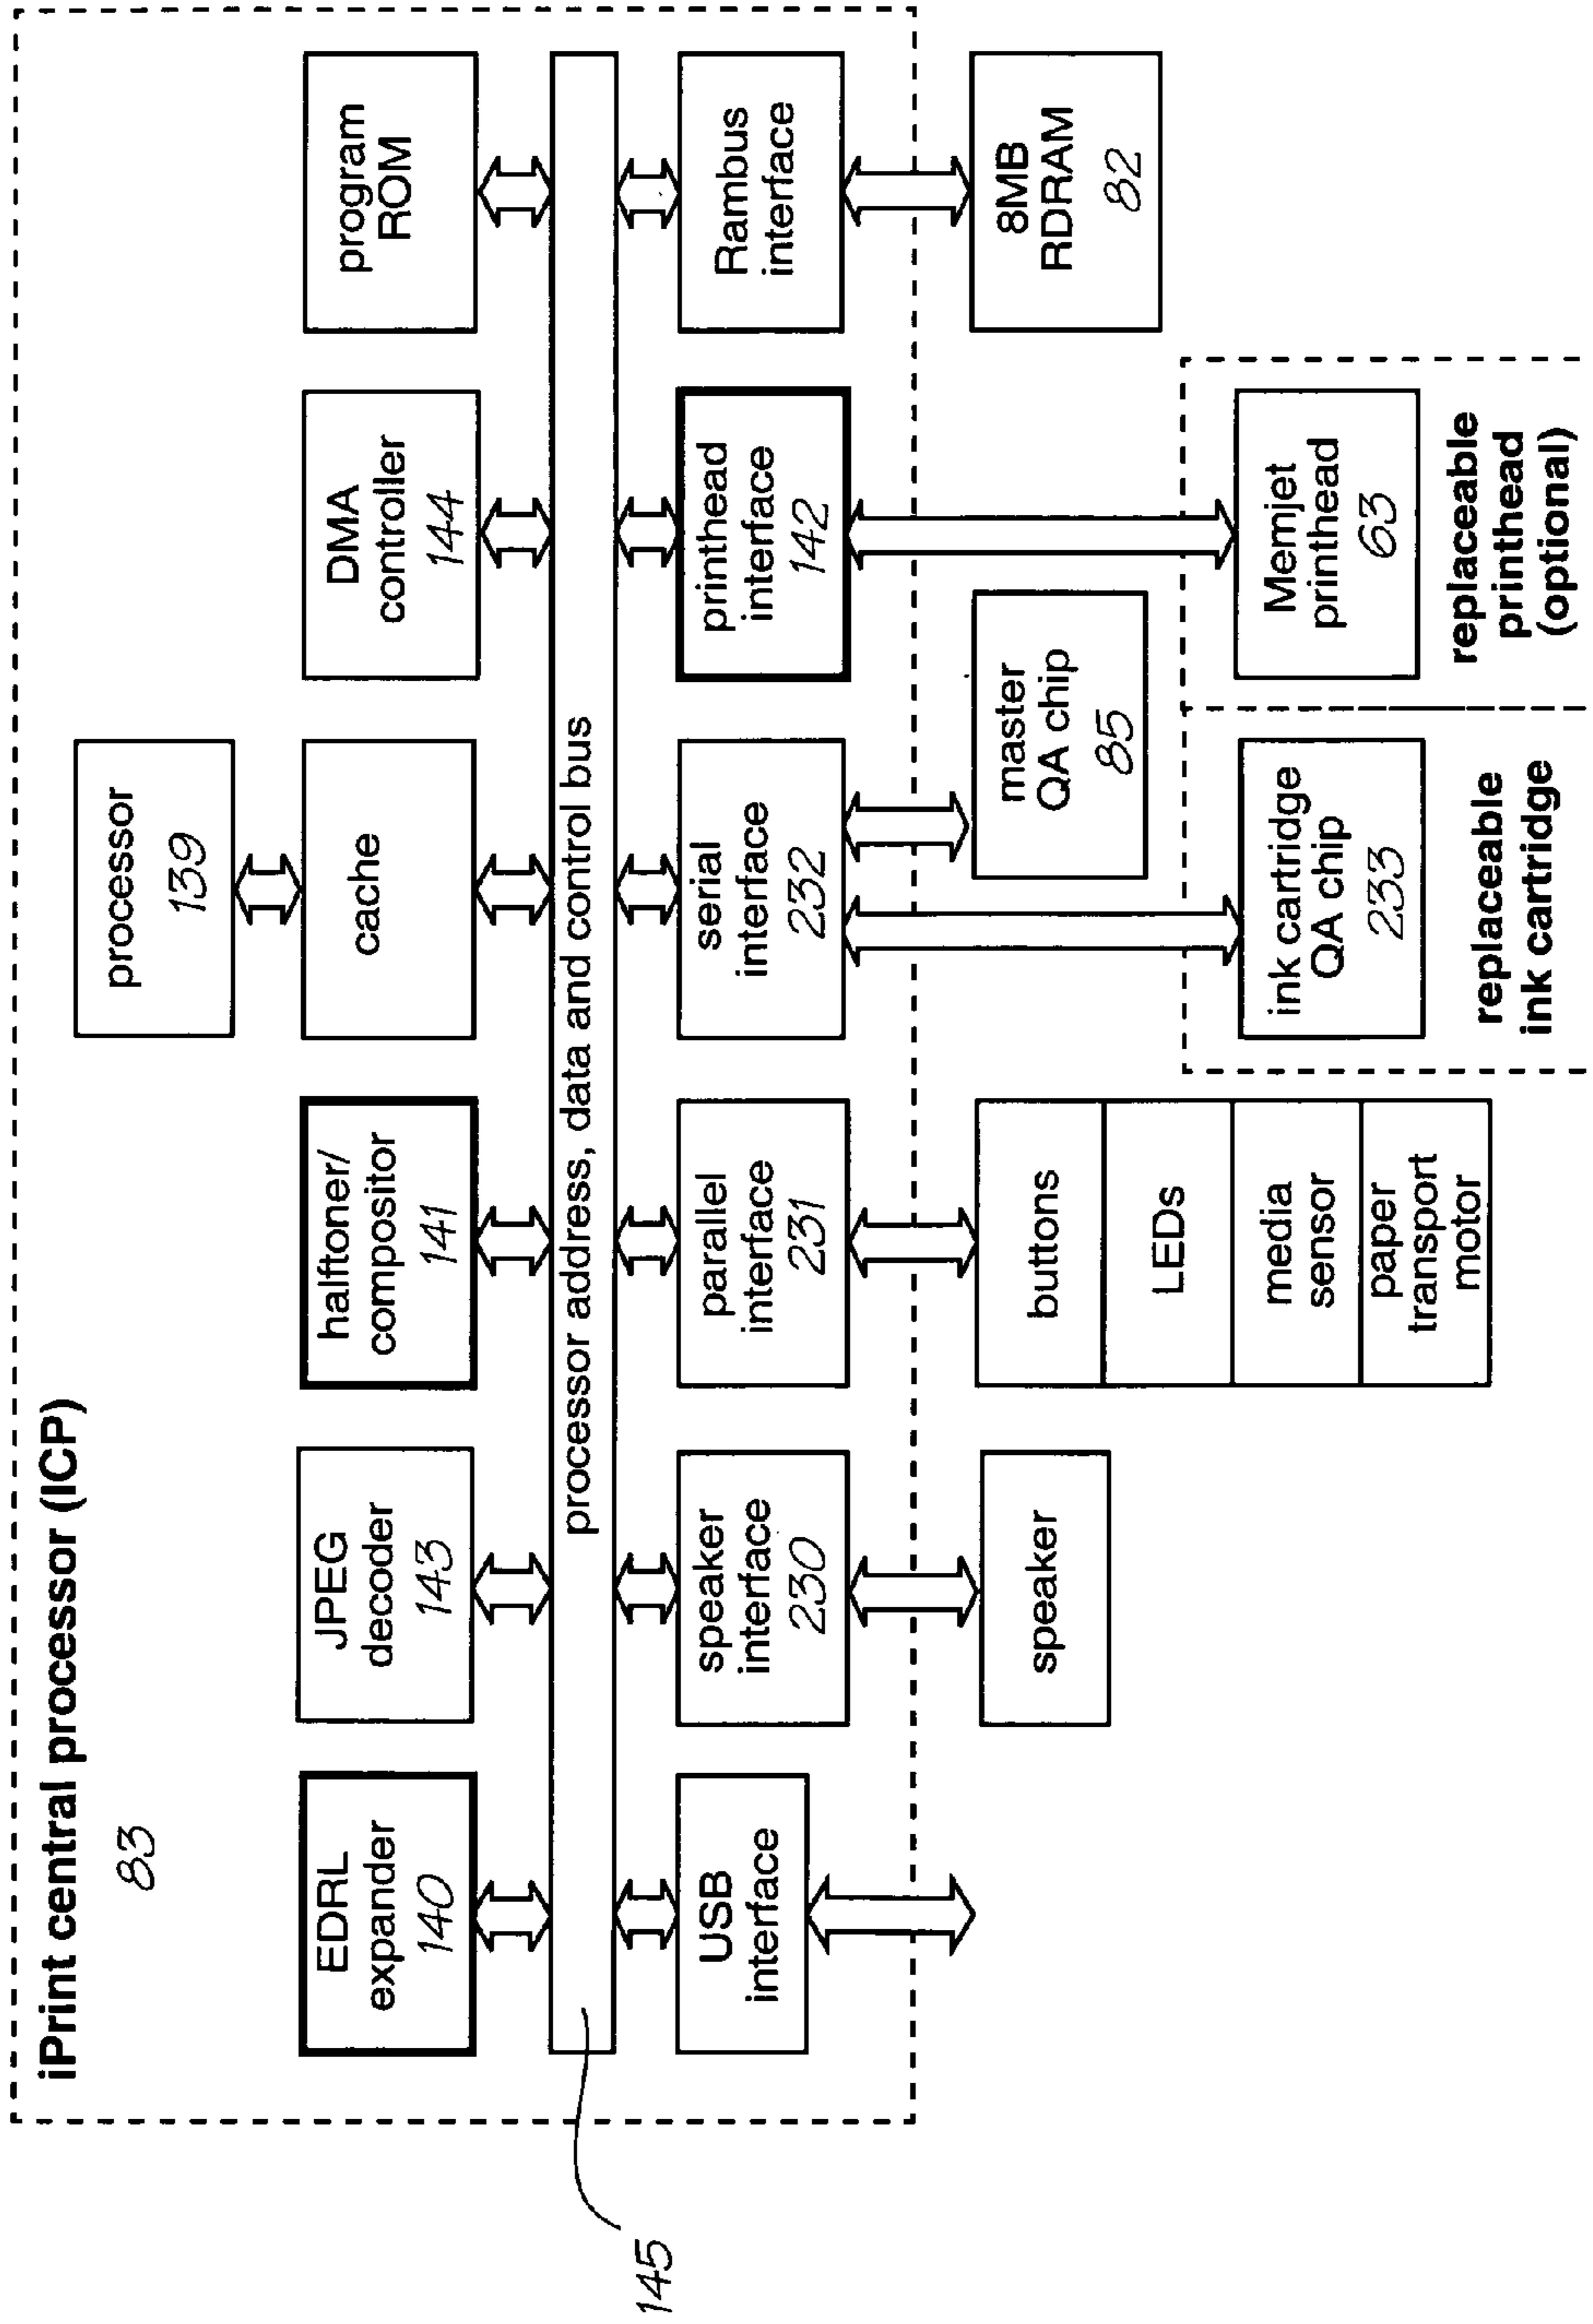 iPrint central processor (ICP)
83
processor
139
EDRL
expander
140
JPEG
decoder
143
halftoner/
compositor
141
cache
DMA
controller
144
program
ROM
processor address, data and control bus
145
USB
interface
speaker
interface
230
parallel
interface
231
serial
interface
232
printhead
interface
142
Rambus
interface
speaker
buttons
LEDs
media
sensor
paper
transport
motor
master
QA chip
85
8MB
RDRAM
82
ink cartridge
QA chip
233
Memjet
printhead
63
replaceable
ink cartridge
replaceable
printhead
(optional)